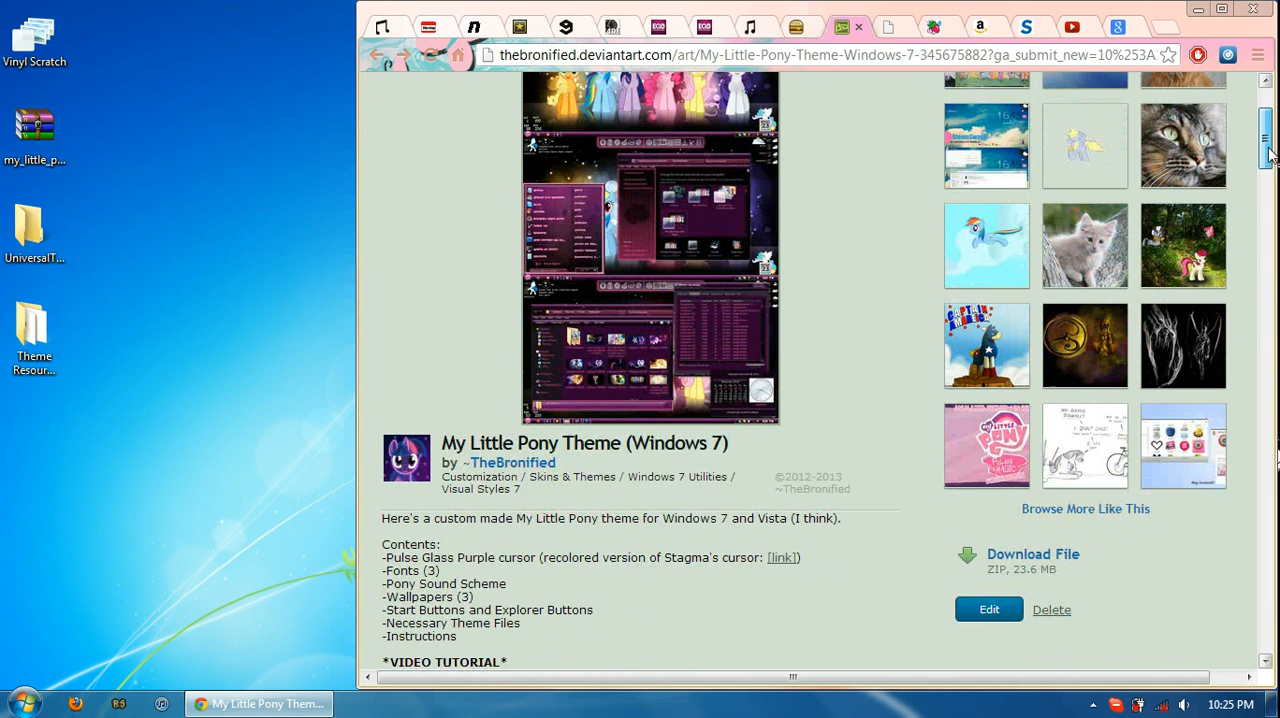 Vinyl Scratch
my_little_p...
UniversalT...
Theme
Resour...
thebronified.deviantart.com/art/My-Little-Pony-Theme-Windows-7-345675882?ga_submit_new=10%253A
My Little Pony Theme (Windows 7)
by ~TheBronified
Customization / Skins & Themes / Windows 7 Utilities /
Visual Styles 7
©2012-2013
~TheBronified
Here's a custom made My Little Pony theme for Windows 7 and Vista (I think).
Contents:
-Pulse Glass Purple cursor (recolored version of Stagma's cursor: [link])
-Fonts (3)
-Pony Sound Scheme
-Wallpapers (3)
-Start Buttons and Explorer Buttons
-Necessary Theme Files
-Instructions
*VIDEO TUTORIAL*
Browse More Like This
Download File
ZIP, 23.6 MB
Edit
Delete
My Little Pony Them...
10:25 PM